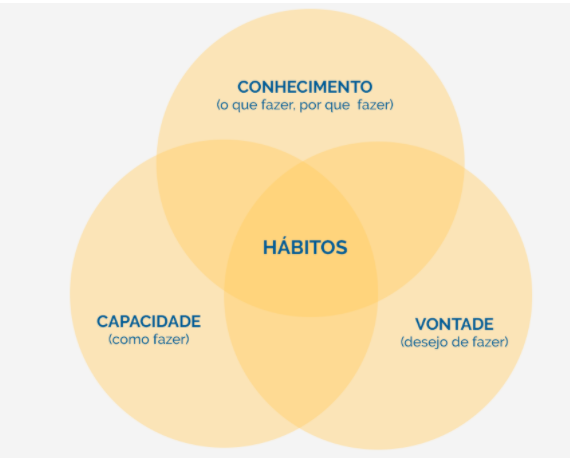 CONHECIMENTO
(o que fazer, por que fazer)
HÁBITOS
CAPACIDADE
(como fazer)
VONTADE
(desejo de fazer)